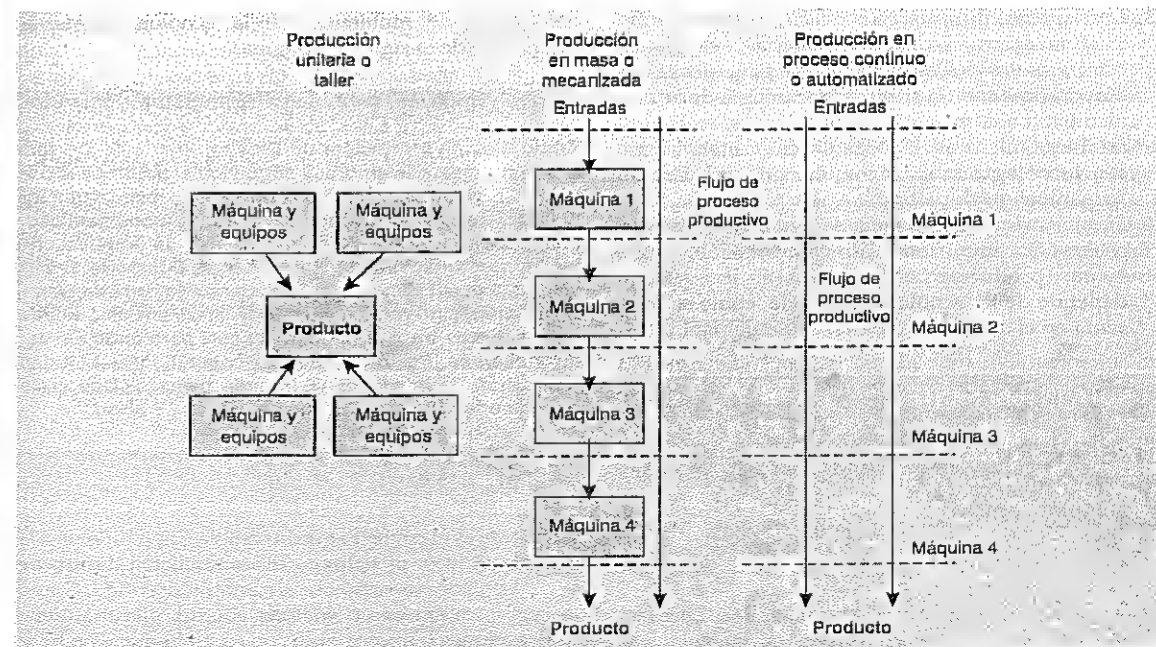 Producción
unitaria o
taller
Producción
en masa o
mecanizada
Entradas
Producción en
proceso continuo
o automatizado
Entradas
Máquina y
equipos
Máquina y
equipos
Producto
Máquina y
equipos
Máquina y
equipos
Máquina 1
Máquina 2
Máquina 3
Máquina 4
Producto
Flujo de
proceso
productivo
Flujo de
proceso
productivo
Máquina 1
Máquina 2
Máquina 3
Máquina 4
Producto